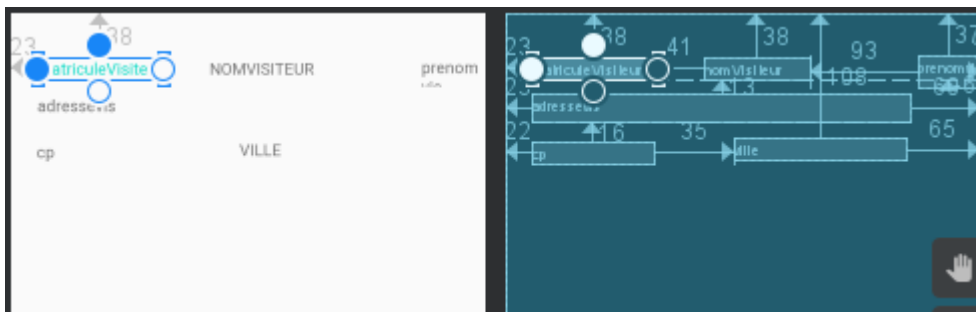 23 38
atriculeVisite NOMVISITEUR prenom
adressevis
cp VILLE
23 38 41 38 93 37
atriculeVisiteur nomVisiteur prenom
23 13 108
adressevis
22 16 35 65
cp ville